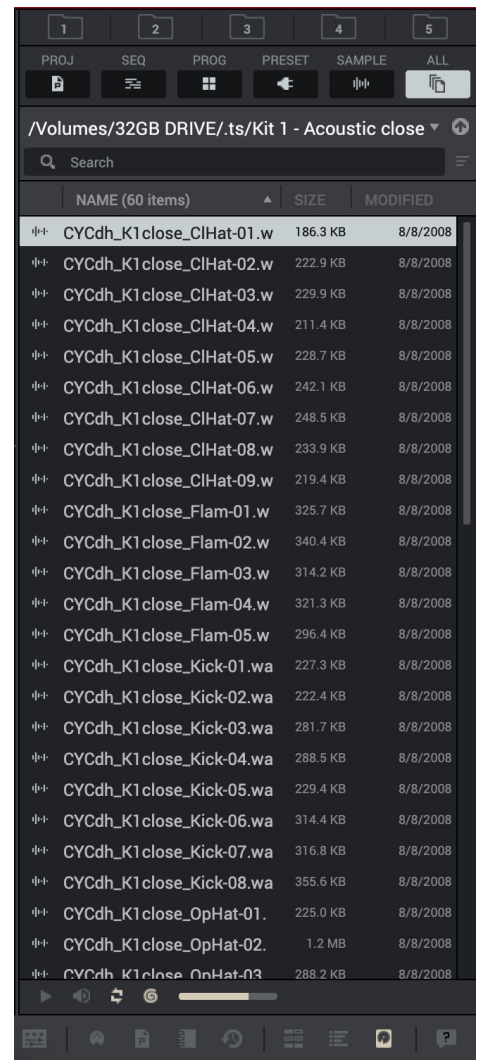 1 2 3 4 5
PROJ SEQ PROG PRESET SAMPLE ALL
/Volumes/32GB DRIVE/.ts/Kit 1 - Acoustic close
Search
NAME (60 items) SIZE MODIFIED
CYCdh_K1close_ClHat-01.w 186.3 KB 8/8/2008
CYCdh_K1close_ClHat-02.w 222.9 KB 8/8/2008
CYCdh_K1close_ClHat-03.w 229.9 KB 8/8/2008
CYCdh_K1close_ClHat-04.w 211.4 KB 8/8/2008
CYCdh_K1close_ClHat-05.w 228.7 KB 8/8/2008
CYCdh_K1close_ClHat-06.w 242.1 KB 8/8/2008
CYCdh_K1close_ClHat-07.w 248.5 KB 8/8/2008
CYCdh_K1close_ClHat-08.w 233.9 KB 8/8/2008
CYCdh_K1close_ClHat-09.w 219.4 KB 8/8/2008
CYCdh_K1close_Flam-01.w 325.7 KB 8/8/2008
CYCdh_K1close_Flam-02.w 340.4 KB 8/8/2008
CYCdh_K1close_Flam-03.w 314.2 KB 8/8/2008
CYCdh_K1close_Flam-04.w 321.3 KB 8/8/2008
CYCdh_K1close_Flam-05.w 296.4 KB 8/8/2008
CYCdh_K1close_Kick-01.wa 227.3 KB 8/8/2008
CYCdh_K1close_Kick-02.wa 222.4 KB 8/8/2008
CYCdh_K1close_Kick-03.wa 281.7 KB 8/8/2008
CYCdh_K1close_Kick-04.wa 288.5 KB 8/8/2008
CYCdh_K1close_Kick-05.wa 229.4 KB 8/8/2008
CYCdh_K1close_Kick-06.wa 314.4 KB 8/8/2008
CYCdh_K1close_Kick-07.wa 316.8 KB 8/8/2008
CYCdh_K1close_Kick-08.wa 355.6 KB 8/8/2008
CYCdh_K1close_OpHat-01. 225.0 KB 8/8/2008
CYCdh_K1close_OpHat-02. 1.2 MB 8/8/2008
CYCdh_K1close_OpHat-03 288.2 KB 8/8/2008